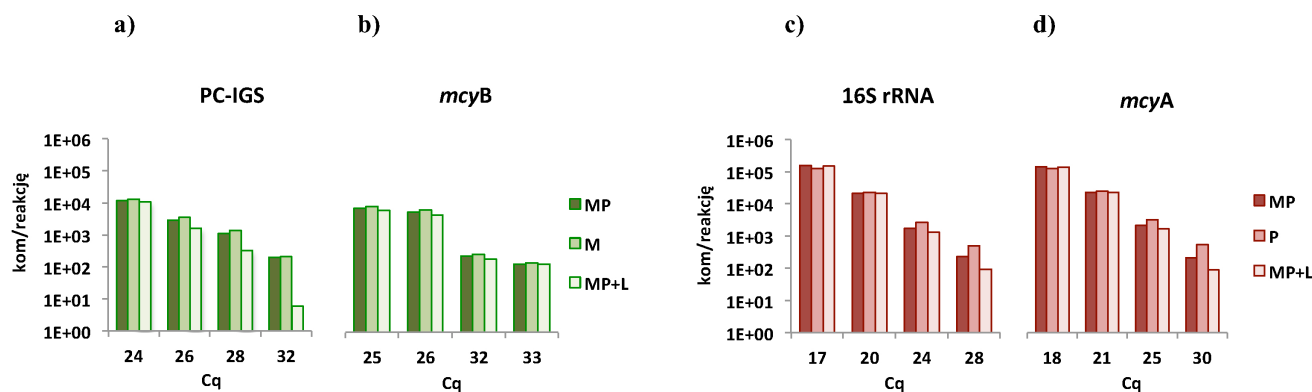 a)
b)
c)
d)
PC-IGS
mcyB
16S rRNA
mcyA
kom/reakcję
1E+06
1E+05
1E+04
1E+03
1E+02
1E+01
1E+00
24 26 28 32
Cq
25 26 32 33
Cq
MP
M
MP+L
kom/reakcję
1E+06
1E+05
1E+04
1E+03
1E+02
1E+01
1E+00
17 20 24 28
Cq
18 21 25 30
Cq
MP
P
MP+L